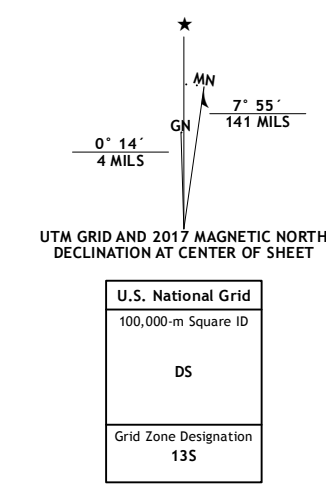 ★
MN
GN
7° 55´
141 MILS
0° 14´
4 MILS
UTM GRID AND 2017 MAGNETIC NORTH
DECLINATION AT CENTER OF SHEET
U.S. National Grid
100,000-m Square ID
DS
Grid Zone Designation
13S